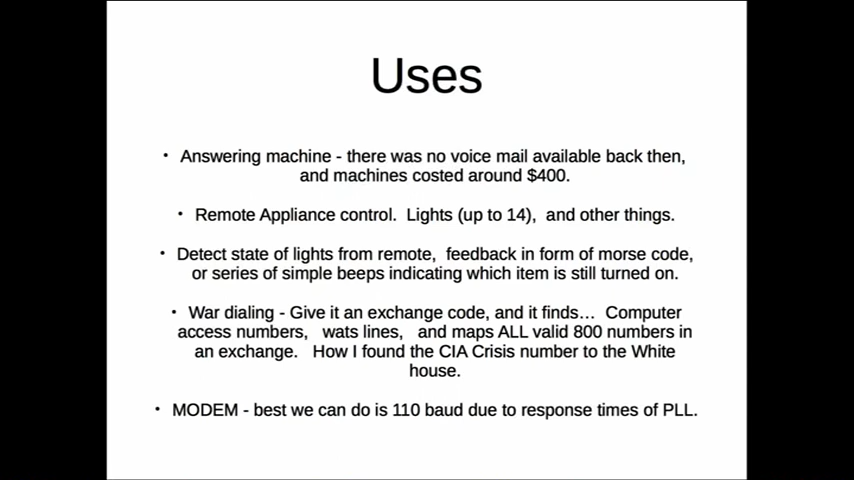 Uses
• Answering machine - there was no voice mail available back then,
and machines costed around $400.
• Remote Appliance control.  Lights (up to 14),  and other things.
• Detect state of lights from remote,  feedback in form of morse code,
or series of simple beeps indicating which item is still turned on.
• War dialing - Give it an exchange code, and it finds…  Computer
access numbers,   wats lines,   and maps ALL valid 800 numbers in
an exchange.   How I found the CIA Crisis number to the White
house.
• MODEM - best we can do is 110 baud due to response times of PLL.